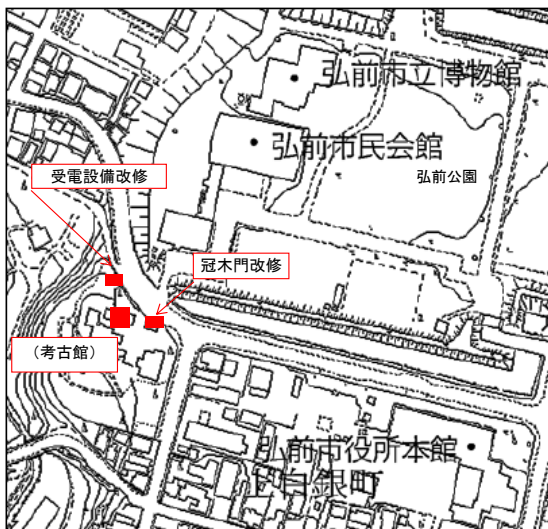 弘前市立博物館
弘前市民会館
受電設備改修
弘前公園
冠木門改修
（考古館）
弘前市役所本館
上白銀町